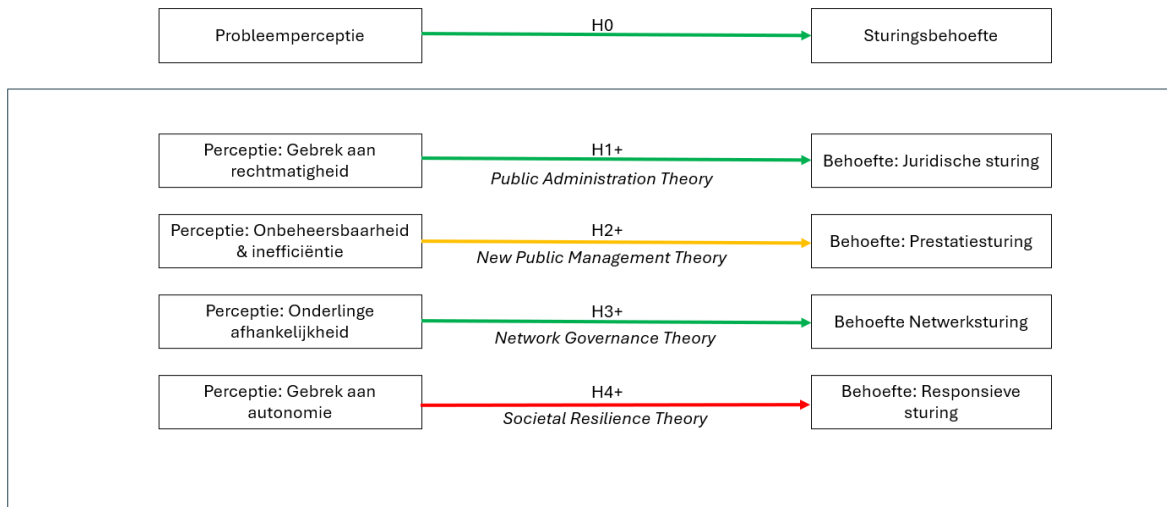 Probleemperceptie
H0
Sturingsbehoefte
Perceptie: Gebrek aan
rechtmatigheid
H1+
Public Administration Theory
Behoefte: Juridische sturing
Perceptie: Onbeheersbaarheid
& inefficiëntie
H2+
New Public Management Theory
Behoefte: Prestatiesturing
Perceptie: Onderlinge
afhankelijkheid
H3+
Network Governance Theory
Behoefte Netwerksturing
Perceptie: Gebrek aan
autonomie
H4+
Societal Resilience Theory
Behoefte: Responsieve
sturing